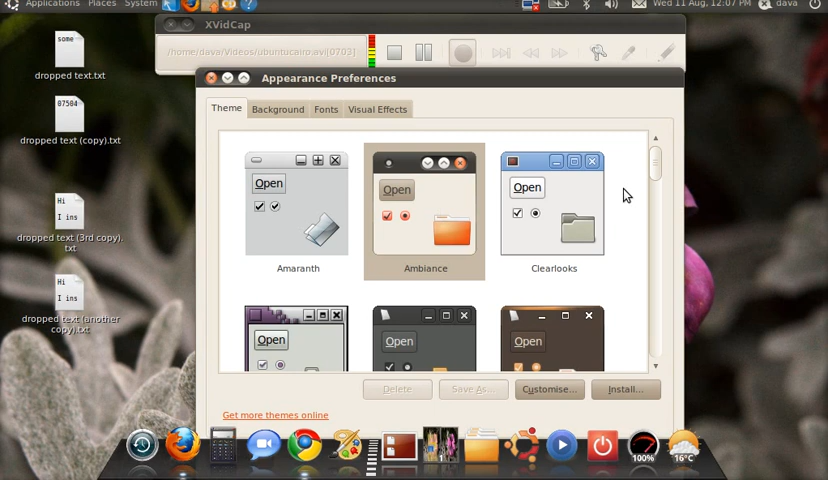 Applications Places System
Wed 11 Aug, 12:07 PM dava
XVidCap
/home/dava/Videos/ubuntucairo.avi[0703]
some
dropped text.txt
07504
dropped text (copy).txt
Hi
I ins
dropped text (3rd copy).
txt
Hi
I ins
dropped text (another
copy).txt
Appearance Preferences
Theme Background Fonts Visual Effects
Open
Open
Open
Amaranth
Ambiance
Clearlooks
Open
Open
Open
Delete
Save As...
Customise...
Install...
Get more themes online
1
100%
16°C